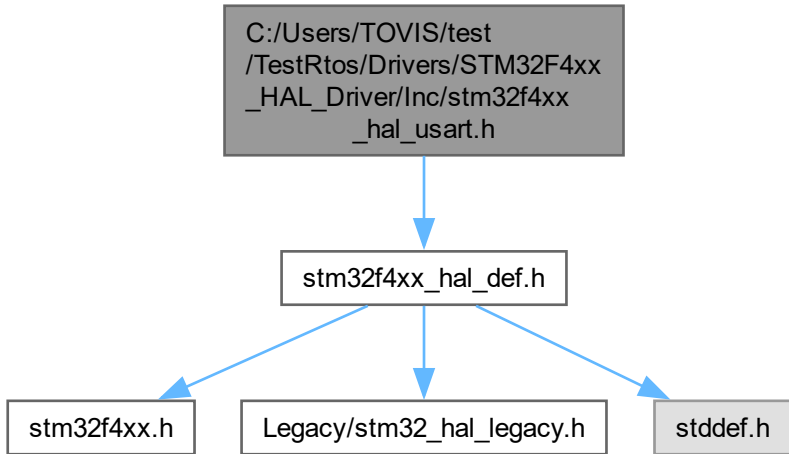 C:/Users/TOVIS/test
/TestRtos/Drivers/STM32F4xx
_HAL_Driver/Inc/stm32f4xx
_hal_usart.h
stm32f4xx_hal_def.h
stm32f4xx.h
Legacy/stm32_hal_legacy.h
stddef.h